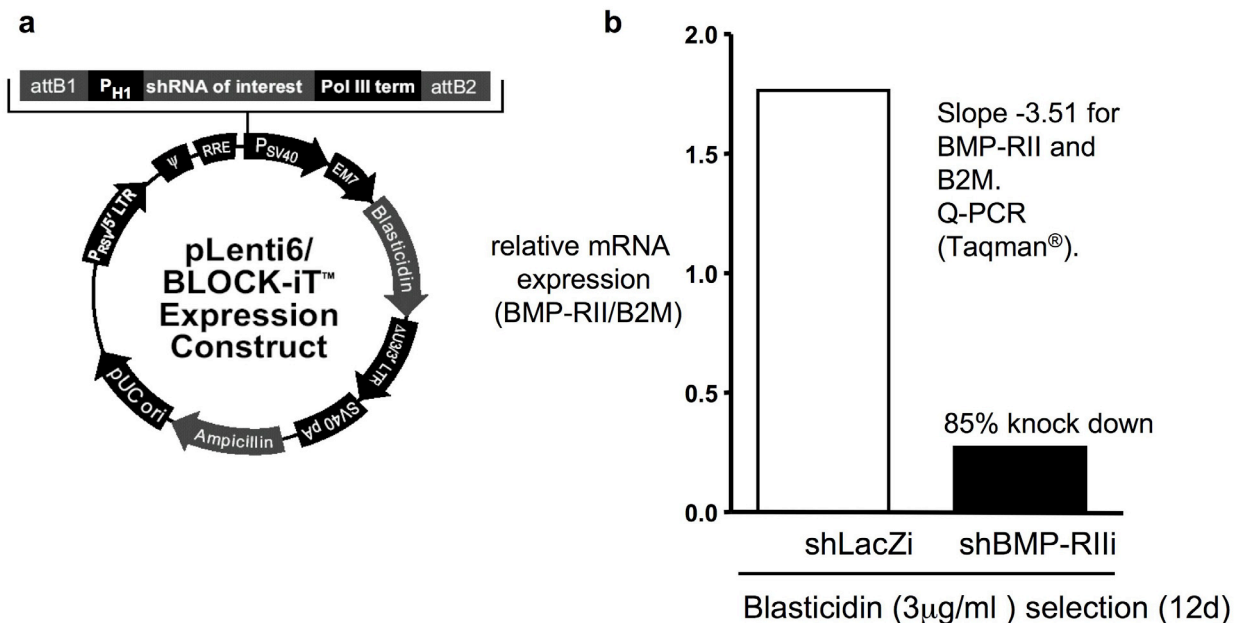 a
attB1 PH1 shRNA of interest Pol III term attB2
PRSV/5' LTR
Ψ
RRE
PSV40
EM7
Blasticidin
ΔU3/3' LTR
SV40 pA
Ampicillin
pUC ori
pLenti6/
BLOCK-iT™
Expression
Construct
b
relative mRNA
expression
(BMP-RII/B2M)
2.0
1.5
1.0
0.5
0.0
Slope -3.51 for
BMP-RII and
B2M.
Q-PCR
(Taqman®).
85% knock down
shLacZi shBMP-RIIi
Blasticidin (3μg/ml ) selection (12d)